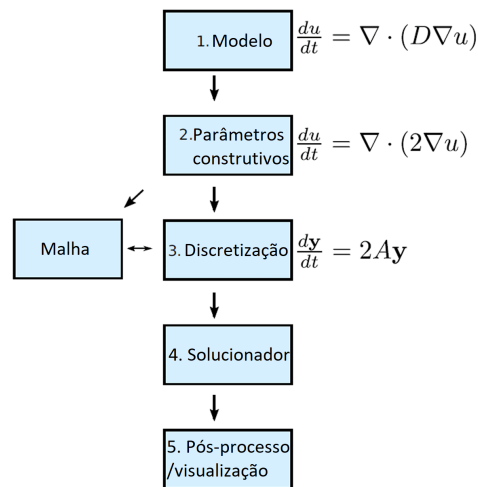 1. Modelo
du/dt = ∇ · (D∇u)
2.Parâmetros
construtivos
du/dt = ∇ · (2∇u)
Malha
3. Discretização
dy/dt = 2Ay
4. Solucionador
5. Pós-processo
/visualização